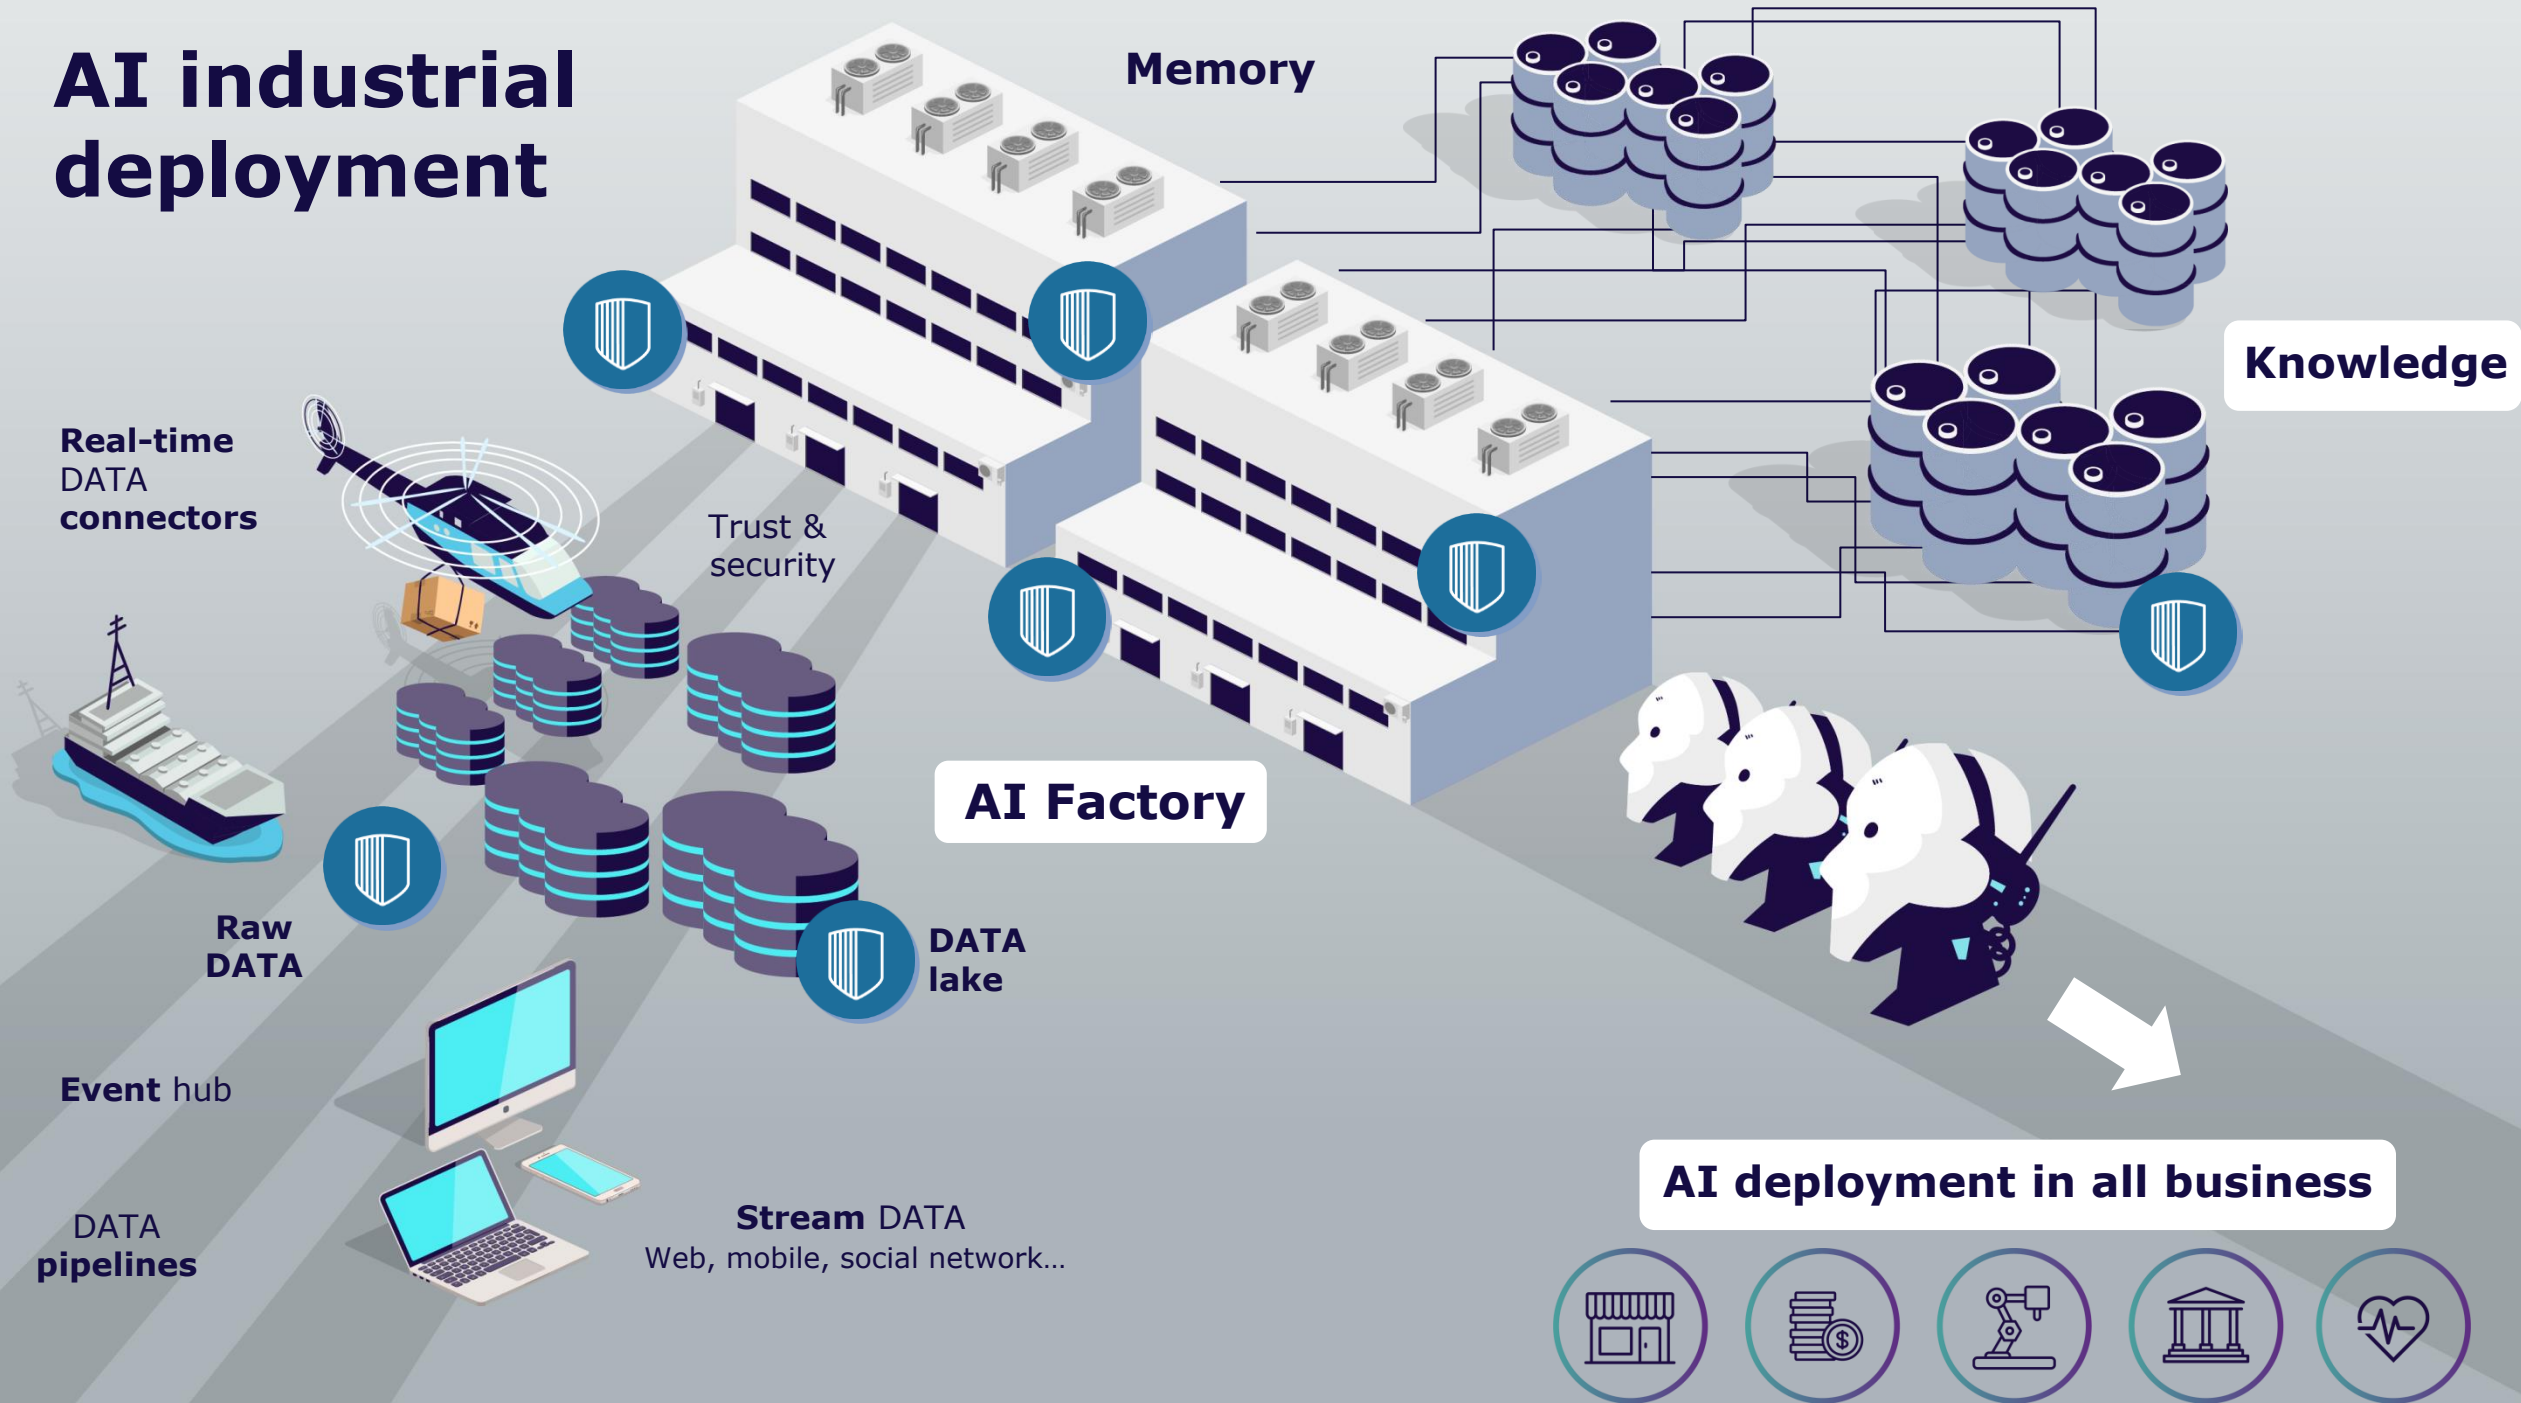 AI industrial
deployment
Memory
Knowledge
Real-time
DATA
connectors
Trust &
security
AI Factory
Raw
DATA
DATA
lake
Event hub
DATA
pipelines
Stream DATA
Web, mobile, social network...
AI deployment in all business
$